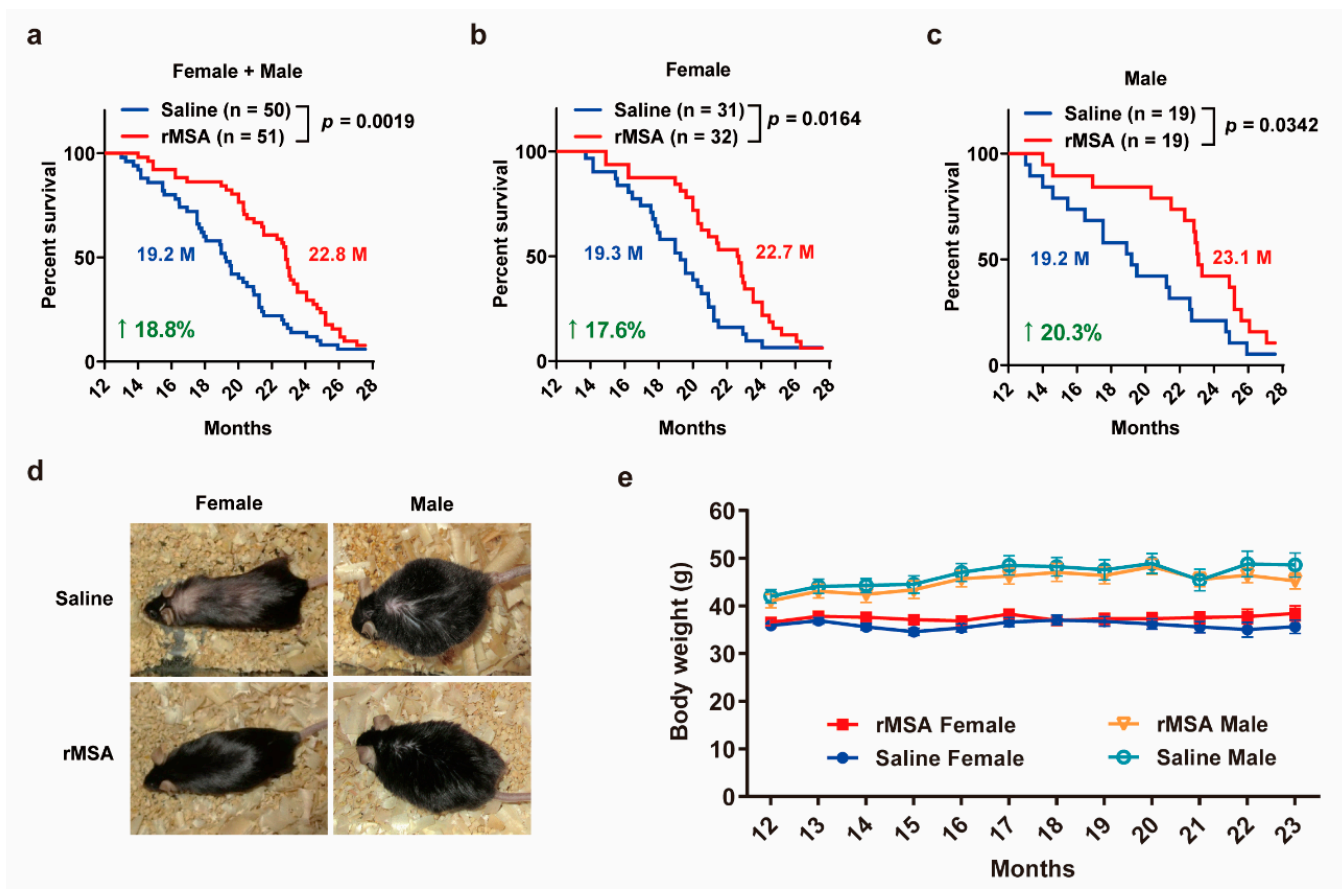 a
Female + Male
Saline (n = 50)
rMSA (n = 51)
p = 0.0019
Percent survival
100
50
0
19.2 M
22.8 M
↑ 18.8%
12 14 16 18 20 22 24 26 28
Months
b
Female
Saline (n = 31)
rMSA (n = 32)
p = 0.0164
Percent survival
100
50
0
19.3 M
22.7 M
↑ 17.6%
12 14 16 18 20 22 24 26 28
Months
c
Male
Saline (n = 19)
rMSA (n = 19)
p = 0.0342
Percent survival
100
50
0
19.2 M
23.1 M
↑ 20.3%
12 14 16 18 20 22 24 26 28
Months
d
Female Male
Saline
rMSA
e
Body weight (g)
60
50
40
30
20
10
0
rMSA Female
rMSA Male
Saline Female
Saline Male
12 13 14 15 16 17 18 19 20 21 22 23
Months